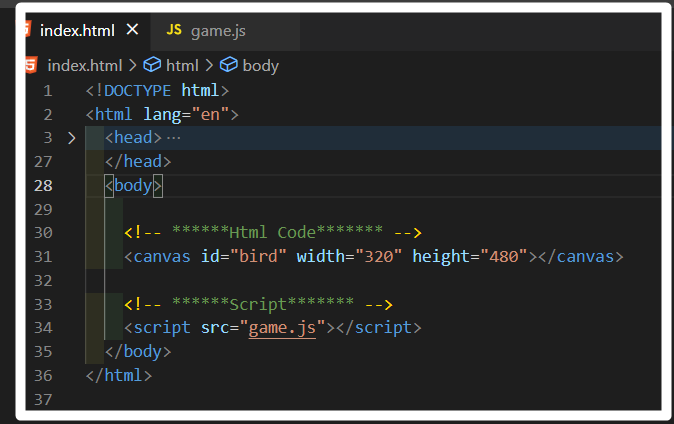 index.html × JS game.js
index.html > html > body
1 <!DOCTYPE html>
2 <html lang="en">
3 > <head> ···
27 </head>
28 <body>
29
30 <!-- ******Html Code******* -->
31 <canvas id="bird" width="320" height="480"></canvas>
32
33 <!-- ******Script******* -->
34 <script src="game.js"></script>
35 </body>
36 </html>
37